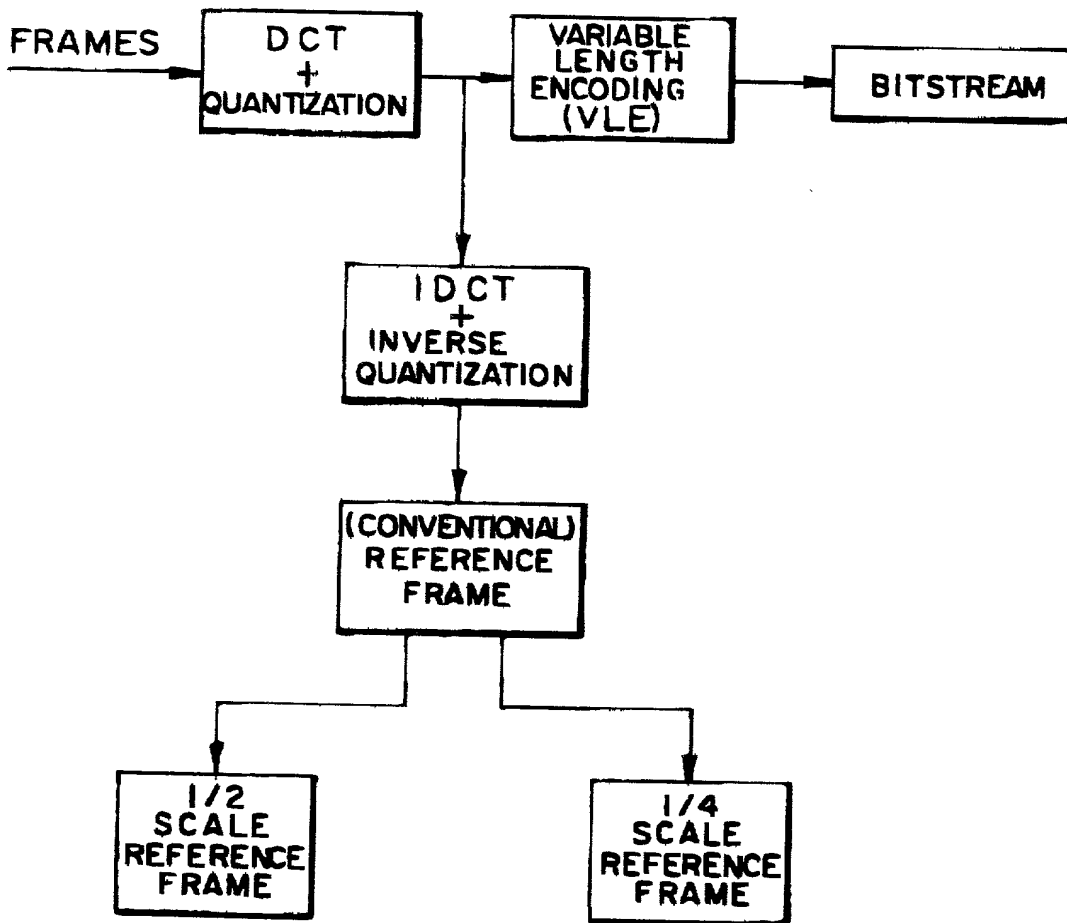 FRAMES
DCT
+
QUANTIZATION
VARIABLE
LENGTH
ENCODING
(VLE)
BITSTREAM
IDCT
+
INVERSE
QUANTIZATION
(CONVENTIONAL)
REFERENCE
FRAME
1/2
SCALE
REFERENCE
FRAME
1/4
SCALE
REFERENCE
FRAME